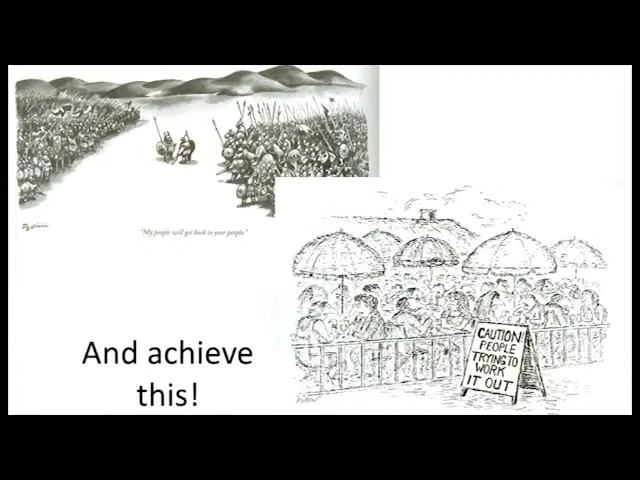 "My people will get back to your people."
CAUTION
PEOPLE
TRYING TO
WORK
IT OUT
And achieve
this!